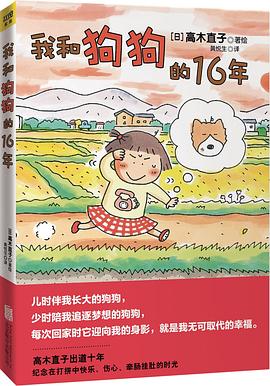 我和狗狗的16年
[日]高木直子◎著绘
黄悦生◎译
我和
狗狗
的16年
儿时伴我长大的狗狗，
少时陪我追逐梦想的狗狗，
每次回家时它迎向我的身影，就是我无可取代的幸福。
高木直子出道十年
纪念在打拼中快乐、伤心、牵肠挂肚的时光